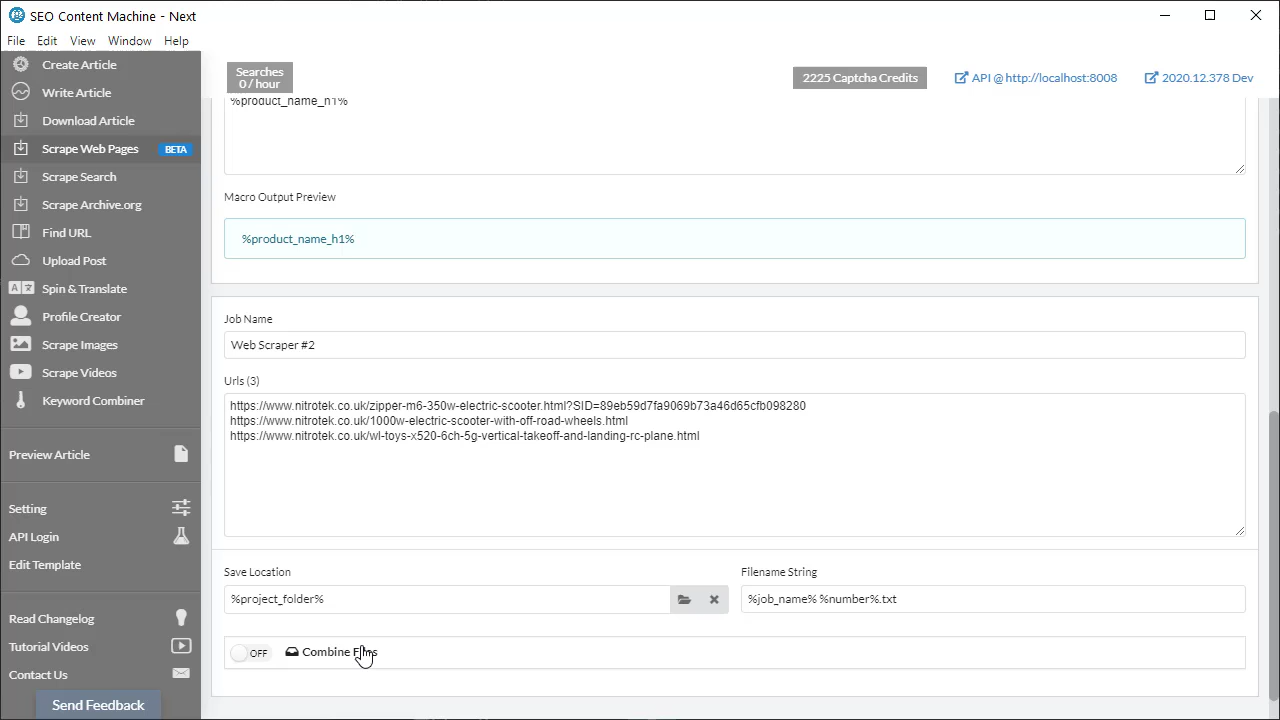 SEO Content Machine - Next
File Edit View Window Help
Create Article
Write Article
Download Article
Scrape Web Pages BETA
Scrape Search
Scrape Archive.org
Find URL
Upload Post
Spin & Translate
Profile Creator
Scrape Images
Scrape Videos
Keyword Combiner
Preview Article
Setting
API Login
Edit Template
Read Changelog
Tutorial Videos
Contact Us
Send Feedback
Searches
0 / hour
2225 Captcha Credits
API @ http://localhost:8008
2020.12.378 Dev
%product_name_h1%
Macro Output Preview
%product_name_h1%
Job Name
Web Scraper #2
Urls (3)
https://www.nitrotek.co.uk/zipper-m6-350w-electric-scooter.html?SID=89eb59d7fa9069b73a46d65cfb098280
https://www.nitrotek.co.uk/1000w-electric-scooter-with-off-road-wheels.html
https://www.nitrotek.co.uk/wl-toys-x520-6ch-5g-vertical-takeoff-and-landing-rc-plane.html
Save Location
%project_folder%
Filename String
%job_name% %number%.txt
OFF
Combine